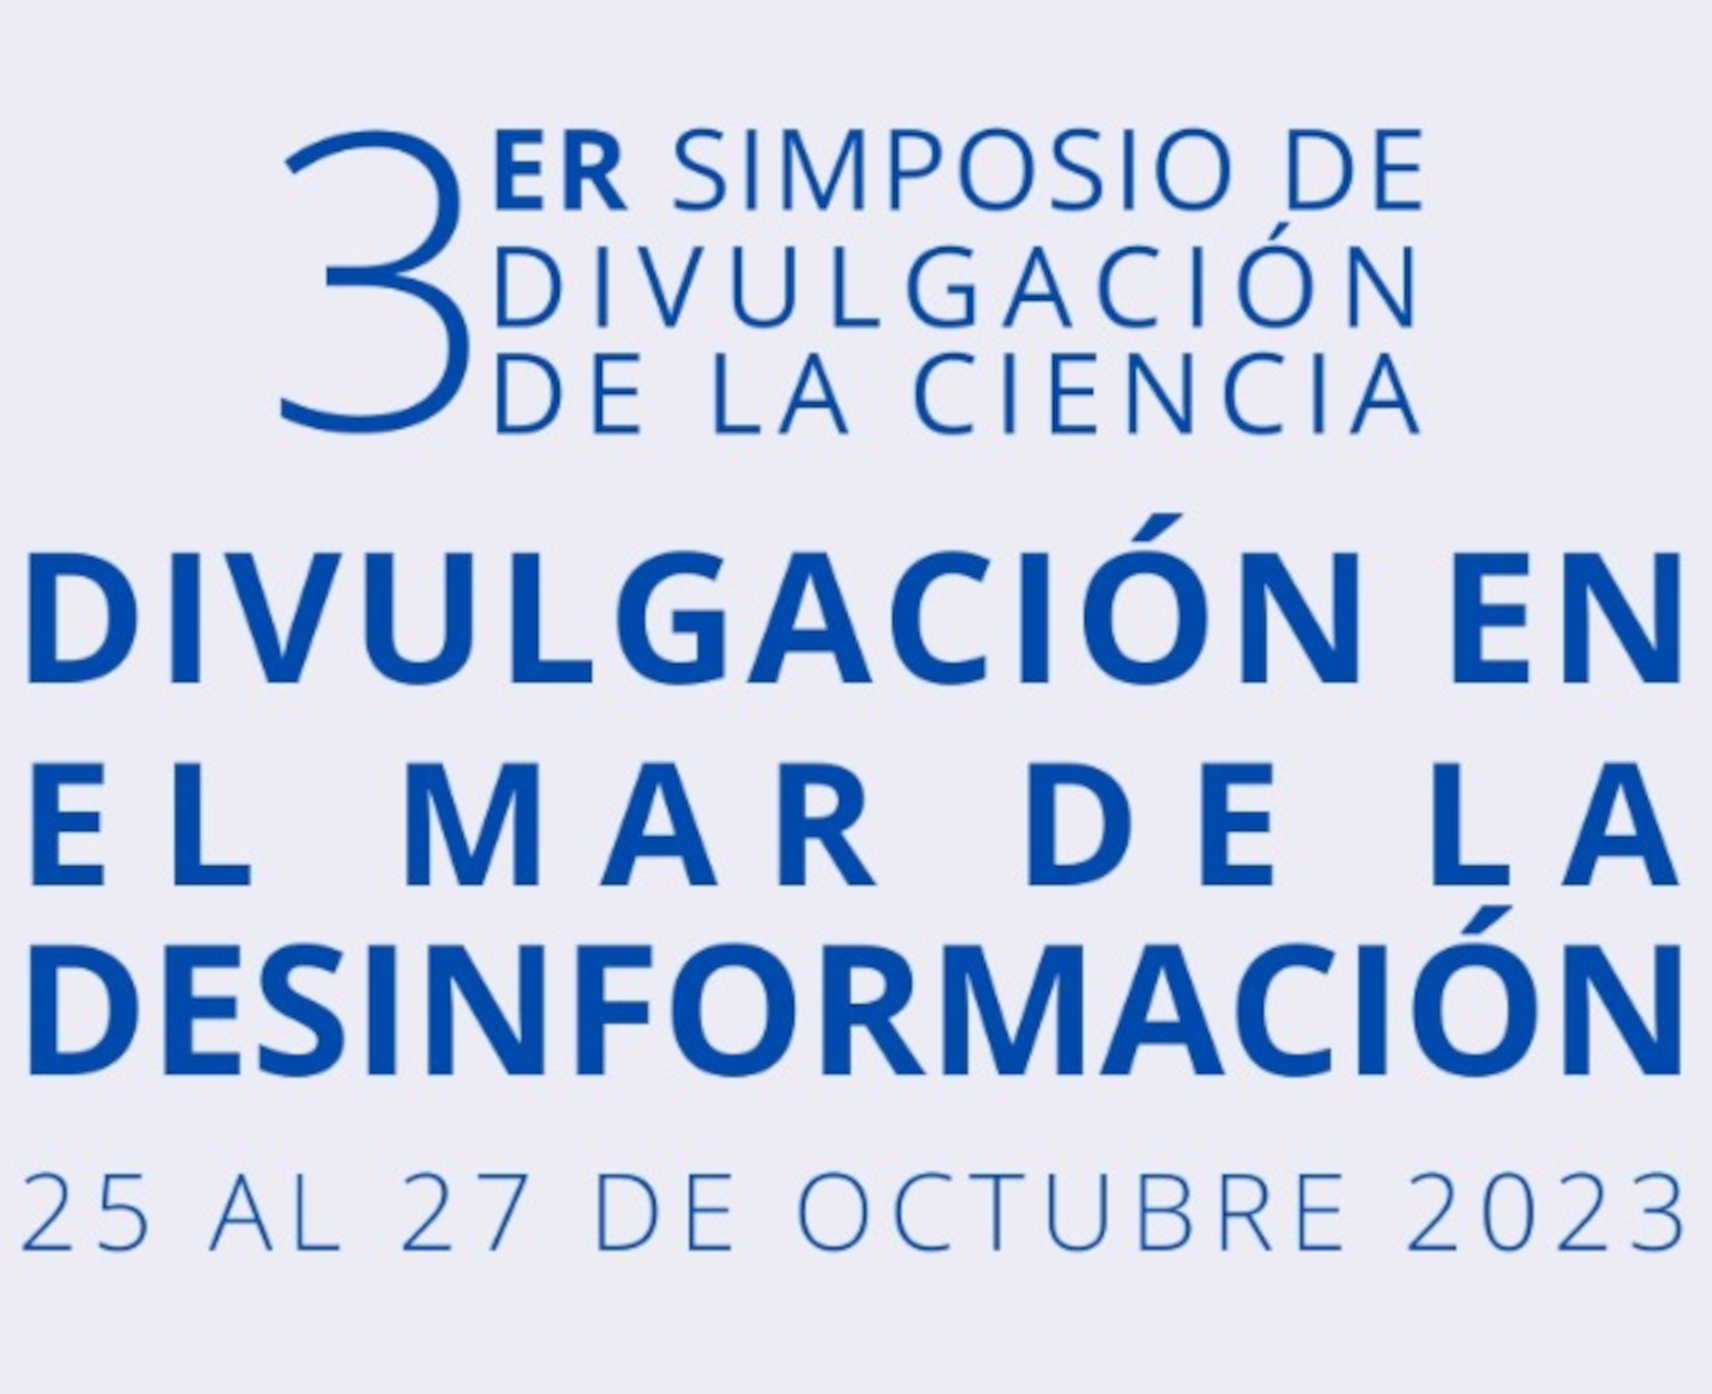 3ER SIMPOSIO DE
DIVULGACIÓN
DE LA CIENCIA
DIVULGACIÓN EN
EL MAR DE LA
DESINFORMACIÓN
25 AL 27 DE OCTUBRE 2023